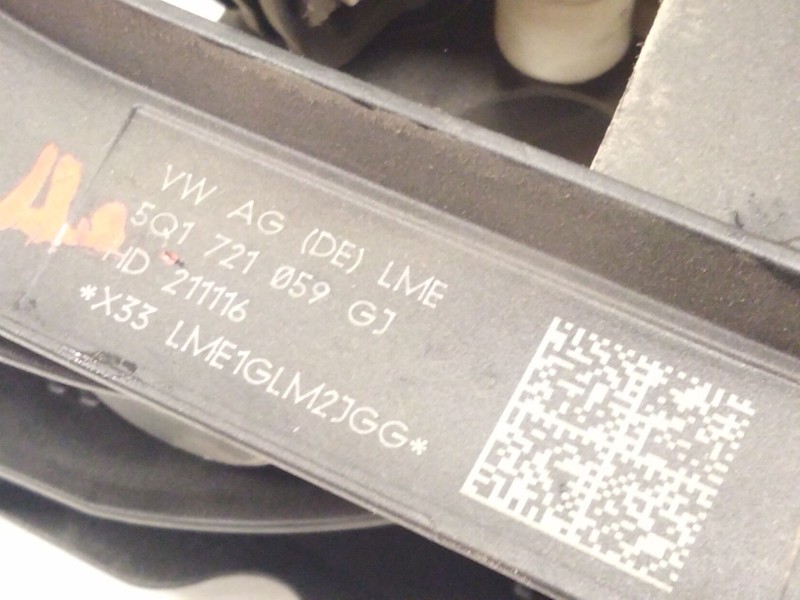 VW AG (DE) LME
5Q1 721 059 GJ
HD 211116
*X33 LME1GLM2JGG*